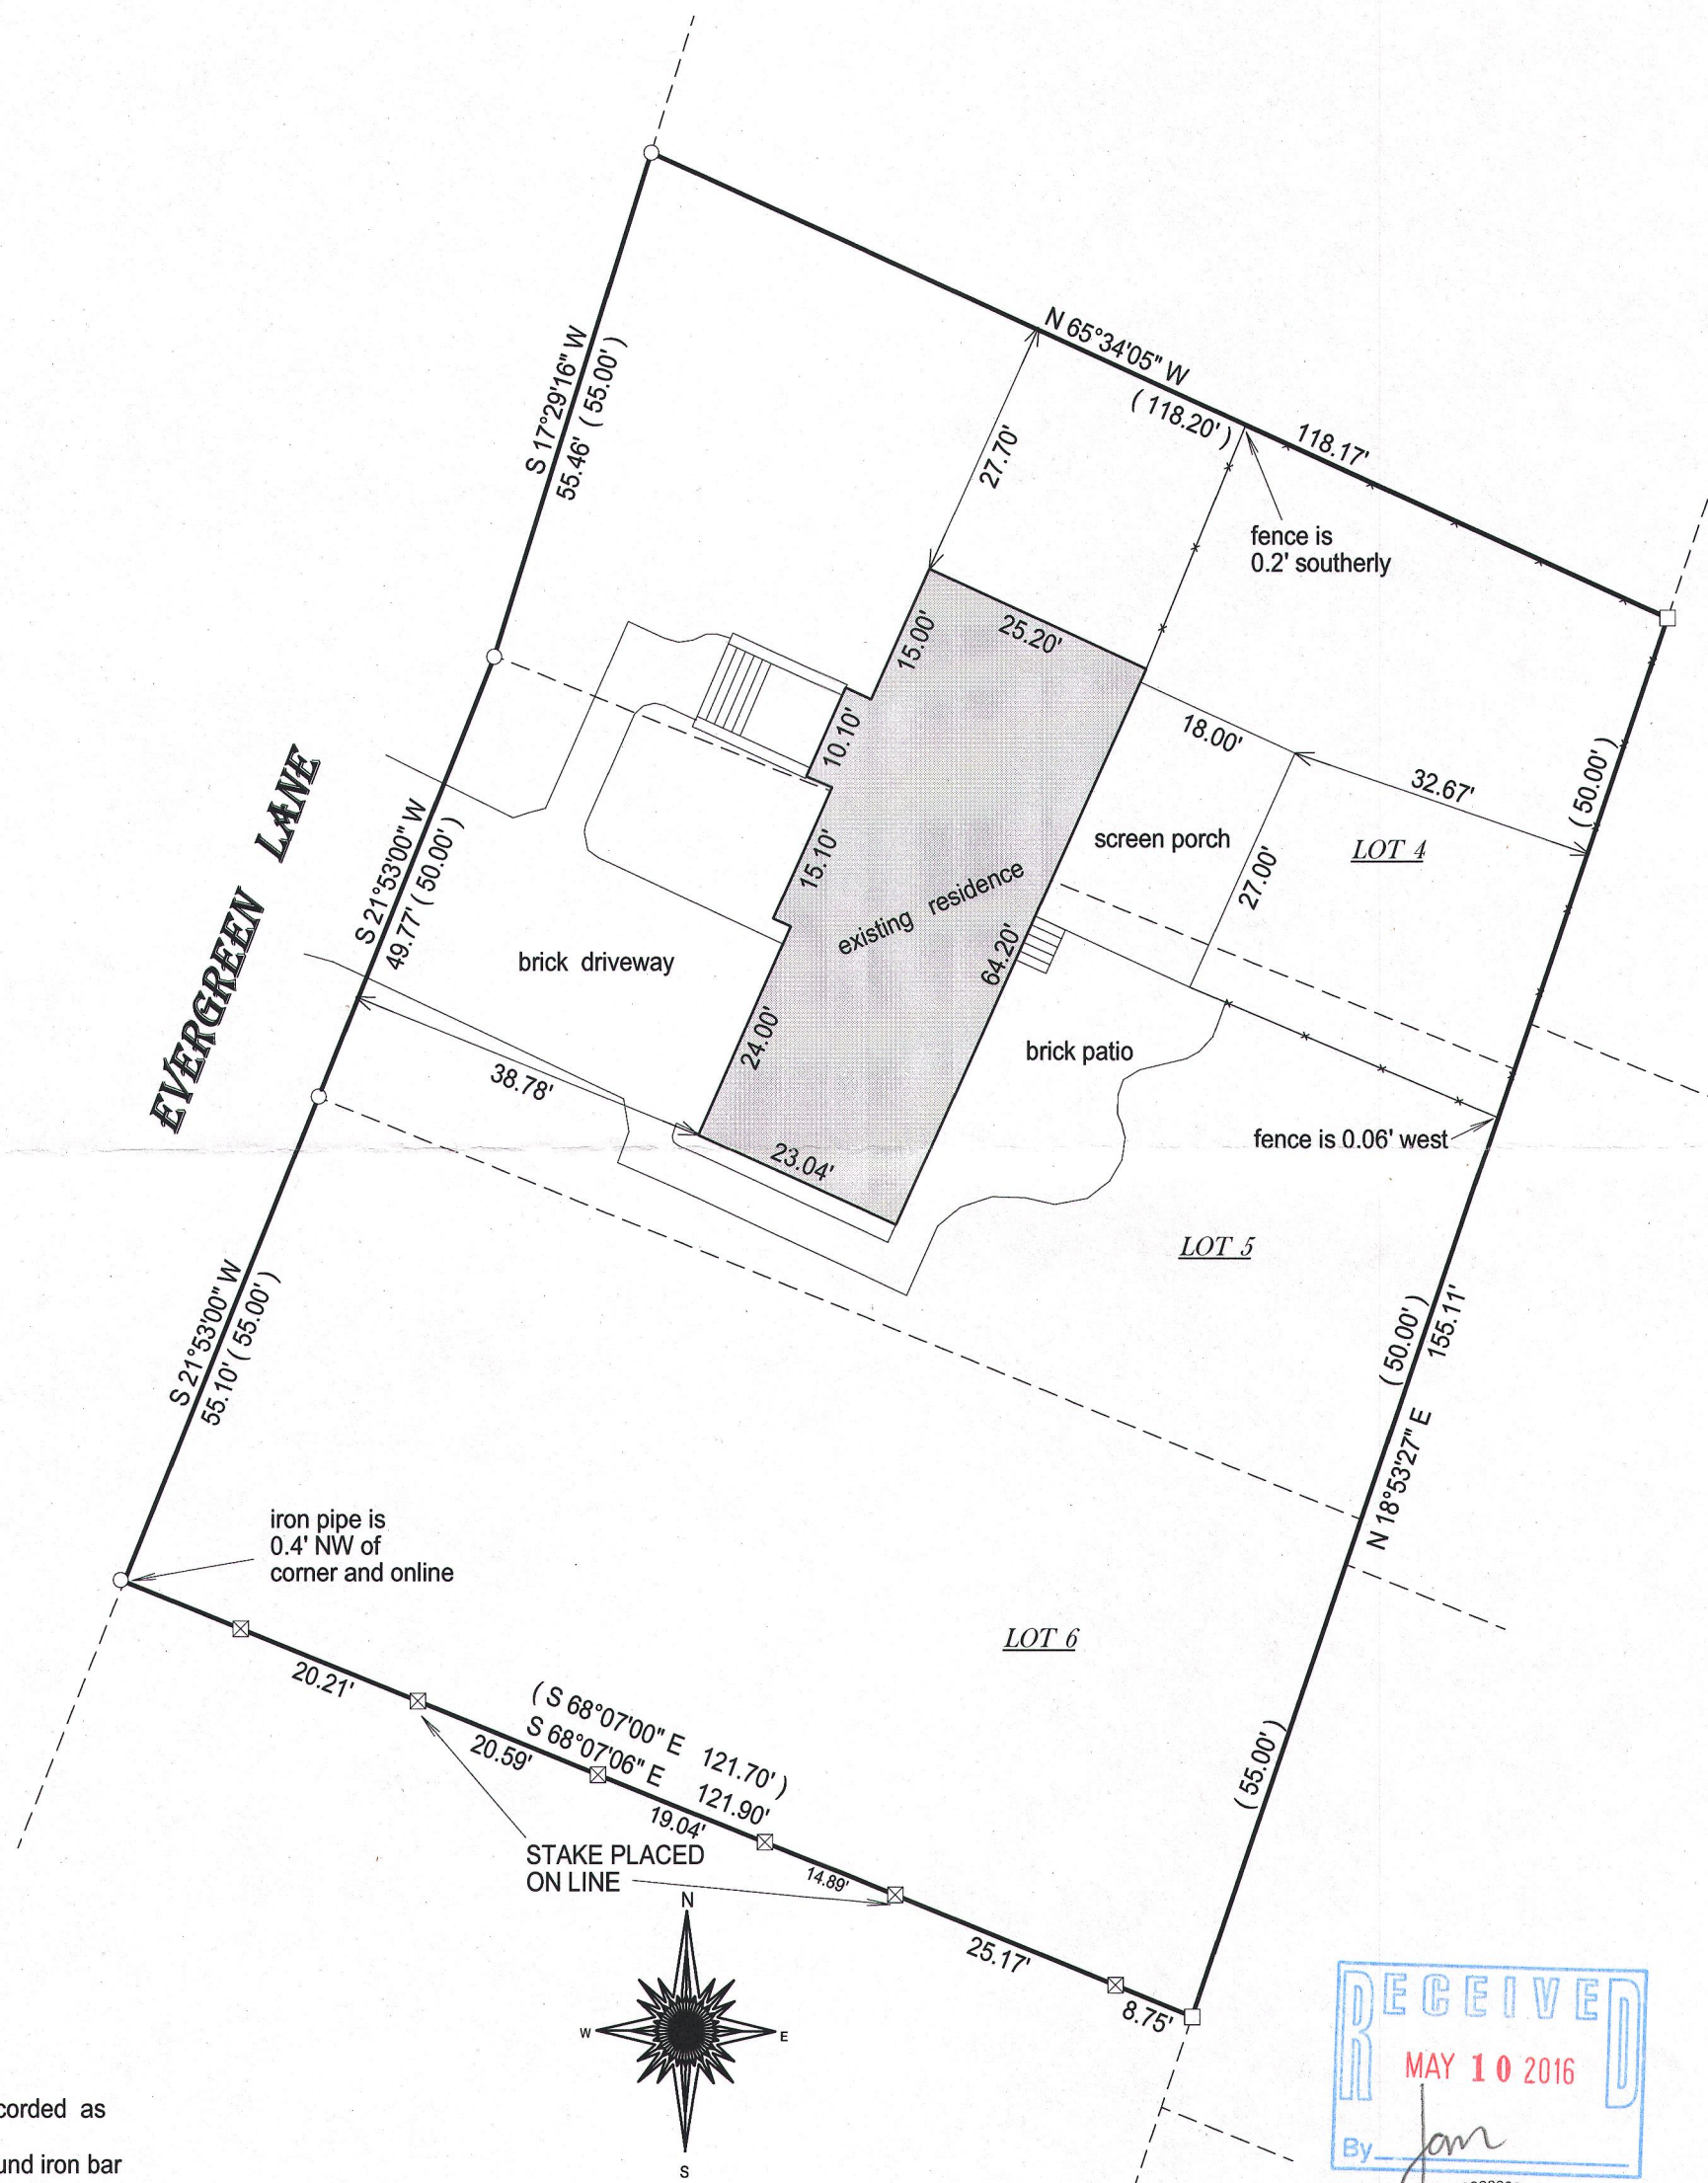 N 65°34'05" W
( 118.20' )
118.17'
S 17°29'16" W
55.46' ( 55.00' )
27.70'
fence is
0.2' southerly
15.00'
25.20'
10.10'
18.00'
32.67'
( 50.00' )
screen porch
LOT 4
27.00'
15.10'
existing residence
64.20'
EVERGREEN LANE
S 21°53'00" W
49.77' ( 50.00' )
brick driveway
24.00'
brick patio
38.78'
23.04'
fence is 0.06' west
LOT 5
( 50.00' )
155.11'
N 18°53'27" E
S 21°53'00" W
55.10' ( 55.00' )
iron pipe is
0.4' NW of
corner and online
LOT 6
( 55.00' )
20.21'
( S 68°07'00" E 121.70' )
S 68°07'06" E 121.90'
20.59'
19.04'
14.89'
25.17'
8.75'
STAKE PLACED
ON LINE
N
W
E
S
corded as
und iron bar
RECEIVED
MAY 10 2016
By Jam